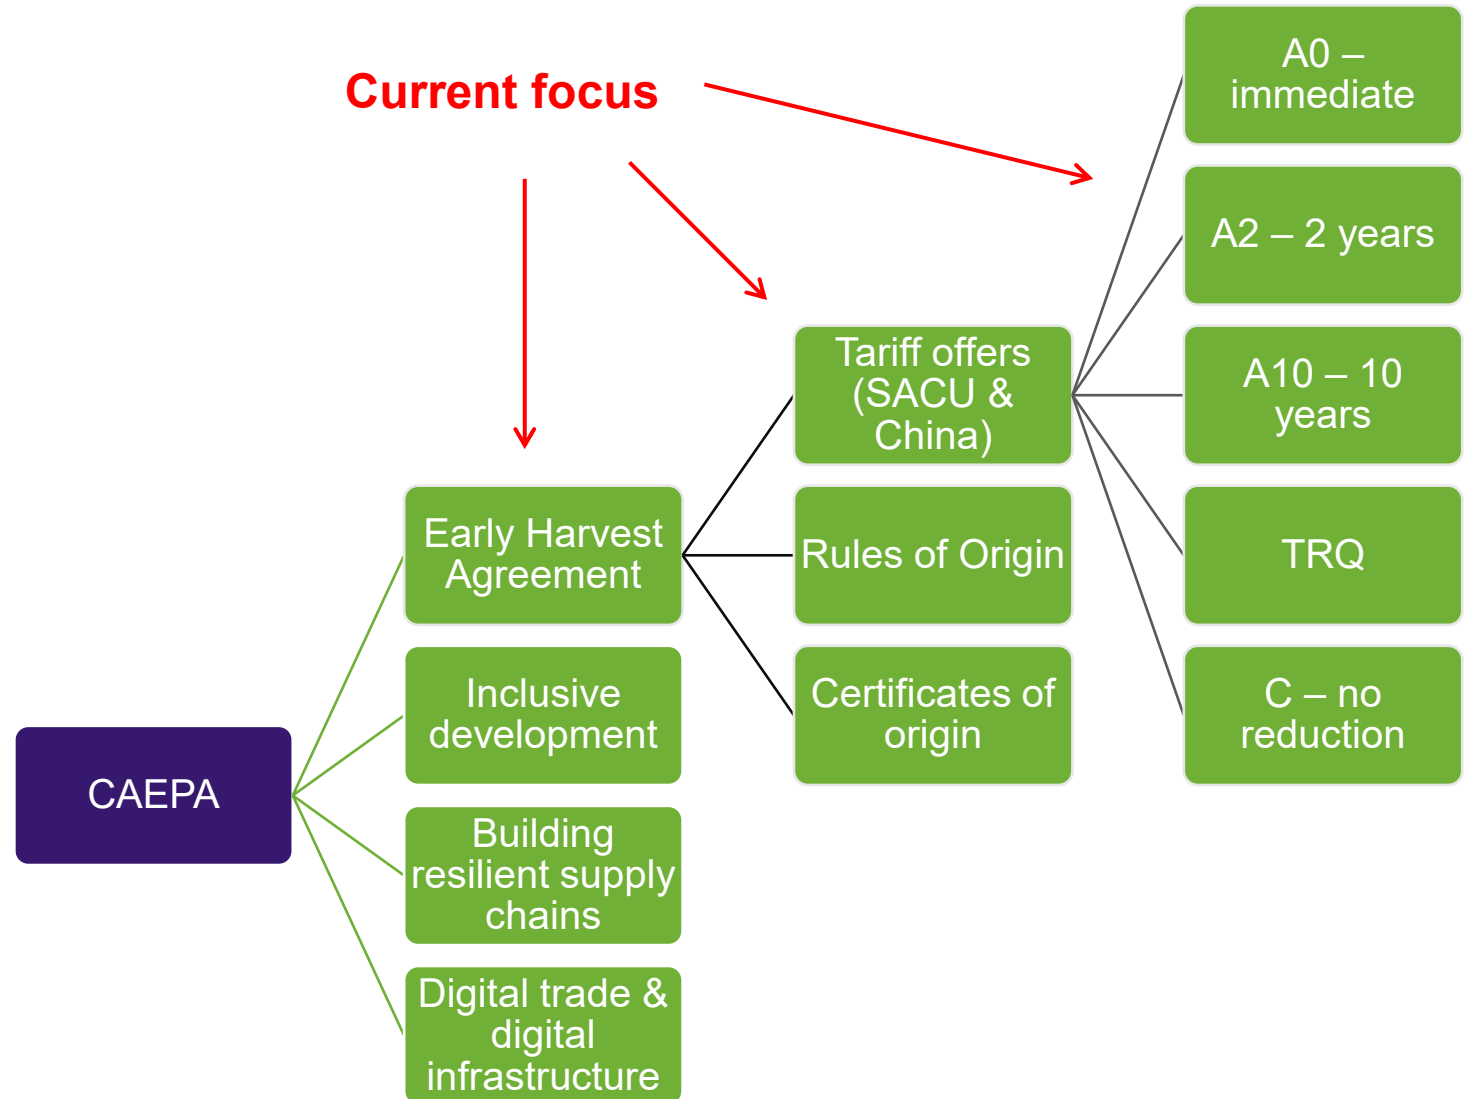 Current focus
A0 –
immediate
A2 – 2 years
A10 – 10
years
TRQ
C – no
reduction
Tariff offers
(SACU &
China)
Rules of Origin
Certificates of
origin
Early Harvest
Agreement
Inclusive
development
Building
resilient supply
chains
Digital trade &
digital
infrastructure
CAEPA